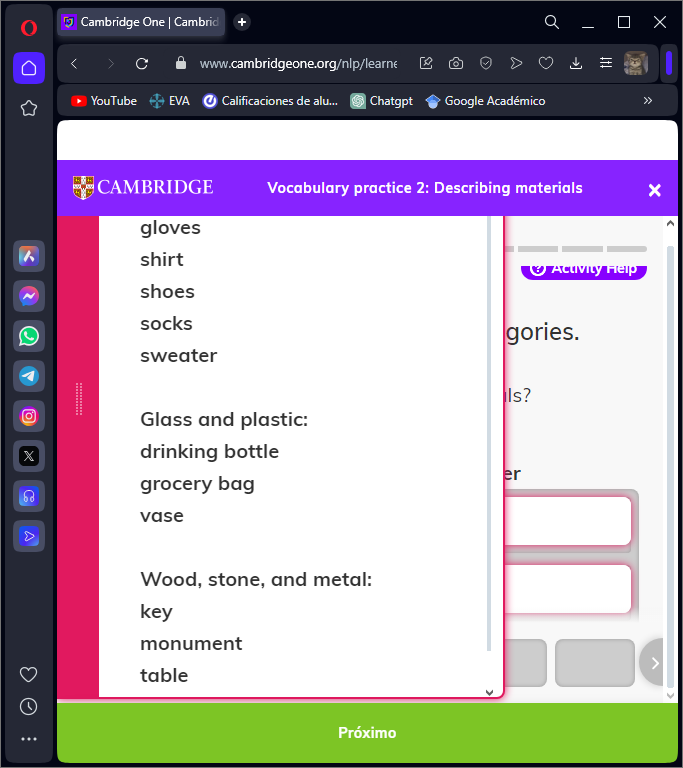 Cambridge One | Cambrid
www.cambridgeone.org/nlp/learne
YouTube
EVA
Calificaciones de alu...
Chatgpt
Google Académico
CAMBRIDGE
Vocabulary practice 2: Describing materials
gloves
shirt
shoes
socks
sweater
Glass and plastic:
drinking bottle
grocery bag
vase
Wood, stone, and metal:
key
monument
table
Activity Help
gories.
ls?
er
Próximo